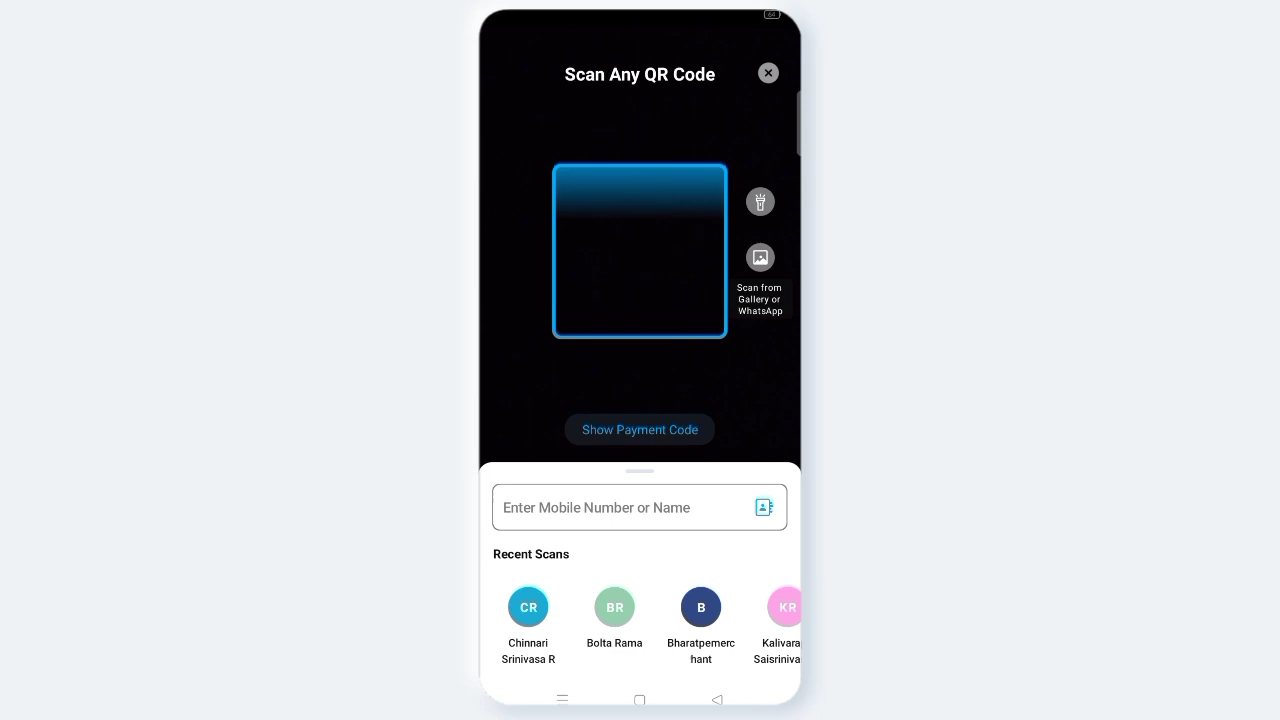 64
Scan Any QR Code
Scan from
Gallery or
WhatsApp
Show Payment Code
Enter Mobile Number or Name
Recent Scans
CR
BR
B
KR
Chinnari
Srinivasa R
Bolta Rama
Bharatpemerc
hant
Kalivara
Saisriniva